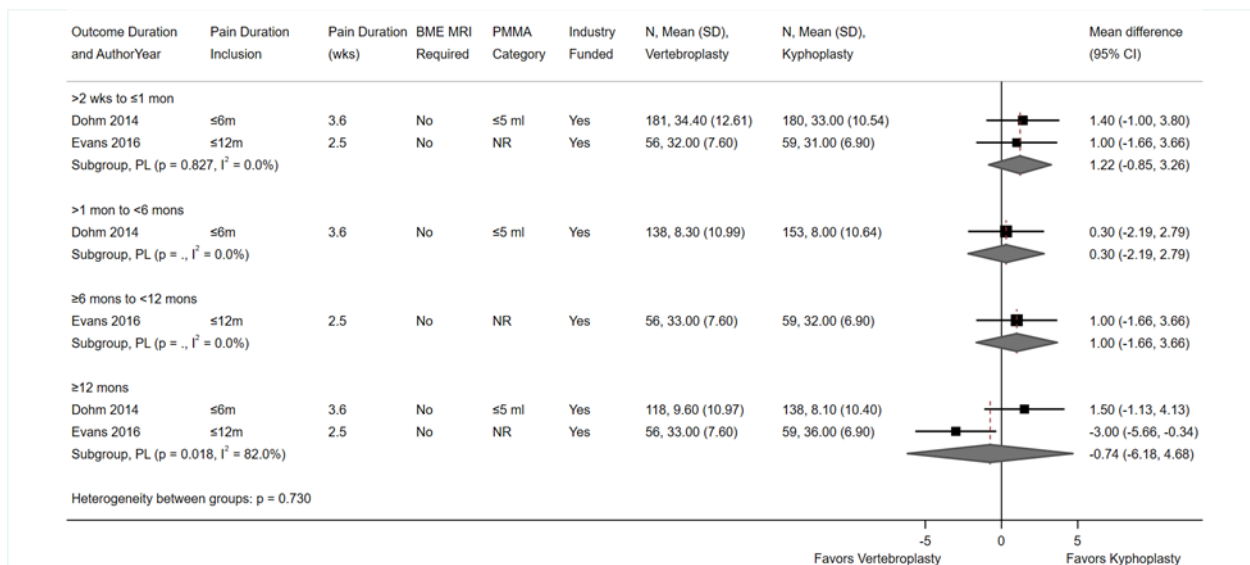 Outcome Duration and AuthorYear Pain Duration Inclusion Pain Duration (wks) BME MRI Required PMMA Category Industry Funded N, Mean (SD), Vertebroplasty N, Mean (SD), Kyphoplasty Mean difference (95% CI)
>2 wks to ≤1 mon
Dohm 2014 ≤6m 3.6 No ≤5 ml Yes 181, 34.40 (12.61) 180, 33.00 (10.54) 1.40 (-1.00, 3.80)
Evans 2016 ≤12m 2.5 No NR Yes 56, 32.00 (7.60) 59, 31.00 (6.90) 1.00 (-1.66, 3.66)
Subgroup, PL (p = 0.827, I² = 0.0%) 1.22 (-0.85, 3.26)
>1 mon to <6 mons
Dohm 2014 ≤6m 3.6 No ≤5 ml Yes 138, 8.30 (10.99) 153, 8.00 (10.64) 0.30 (-2.19, 2.79)
Subgroup, PL (p = ., I² = 0.0%) 0.30 (-2.19, 2.79)
≥6 mons to <12 mons
Evans 2016 ≤12m 2.5 No NR Yes 56, 33.00 (7.60) 59, 32.00 (6.90) 1.00 (-1.66, 3.66)
Subgroup, PL (p = ., I² = 0.0%) 1.00 (-1.66, 3.66)
≥12 mons
Dohm 2014 ≤6m 3.6 No ≤5 ml Yes 118, 9.60 (10.97) 138, 8.10 (10.40) 1.50 (-1.13, 4.13)
Evans 2016 ≤12m 2.5 No NR Yes 56, 33.00 (7.60) 59, 36.00 (6.90) -3.00 (-5.66, -0.34)
Subgroup, PL (p = 0.018, I² = 82.0%) -0.74 (-6.18, 4.68)
Heterogeneity between groups: p = 0.730
-5 0 5
Favors Vertebroplasty Favors Kyphoplasty